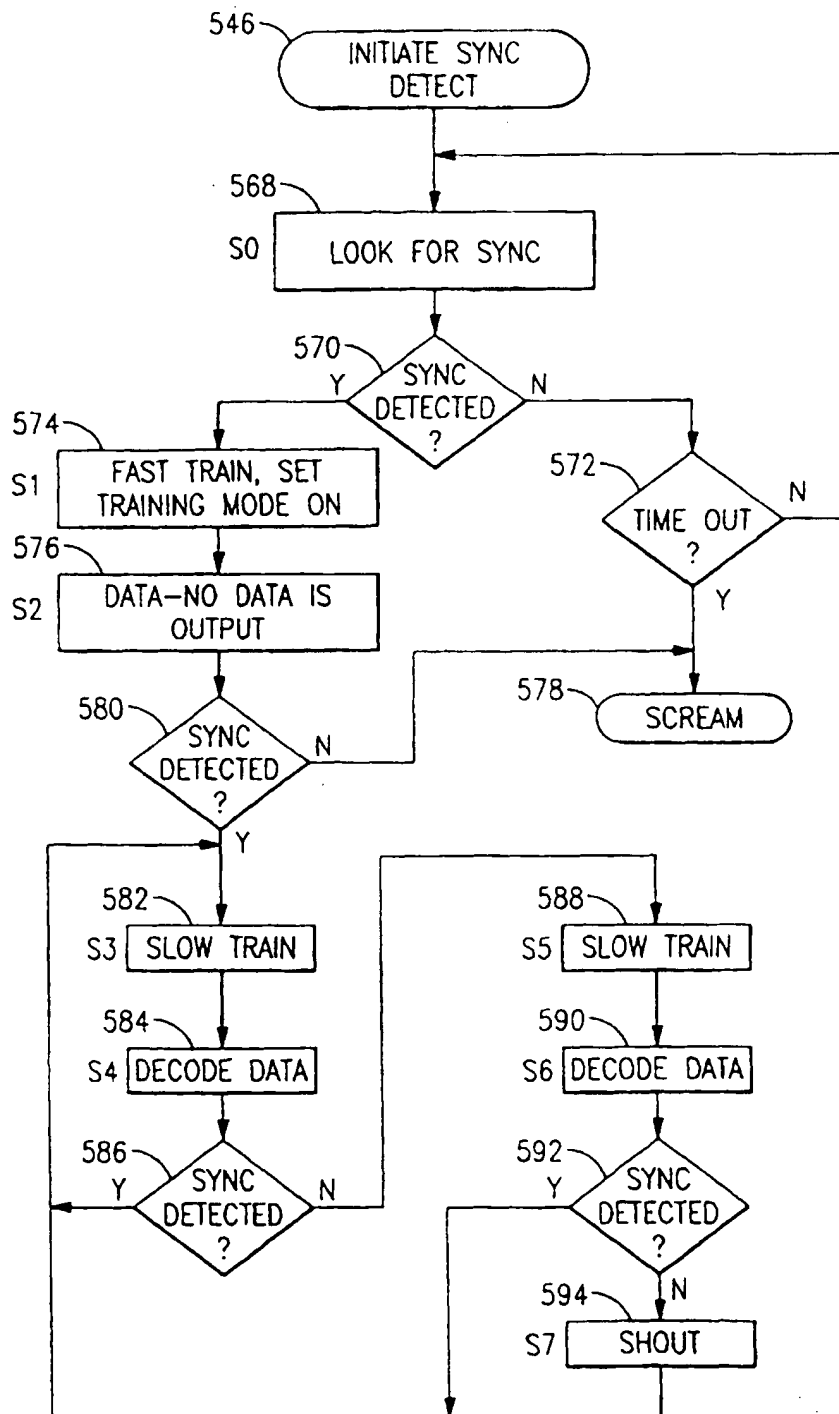 546
INITIATE SYNC
DETECT
568
S0
LOOK FOR SYNC
570
SYNC
DETECTED
?
Y
N
574
S1
FAST TRAIN, SET
TRAINING MODE ON
572
TIME OUT
?
N
Y
576
S2
DATA-NO DATA IS
OUTPUT
578
SCREAM
580
SYNC
DETECTED
?
N
Y
582
S3
SLOW TRAIN
588
S5
SLOW TRAIN
584
S4
DECODE DATA
590
S6
DECODE DATA
586
SYNC
DETECTED
?
Y
N
592
SYNC
DETECTED
?
Y
N
594
S7
SHOUT